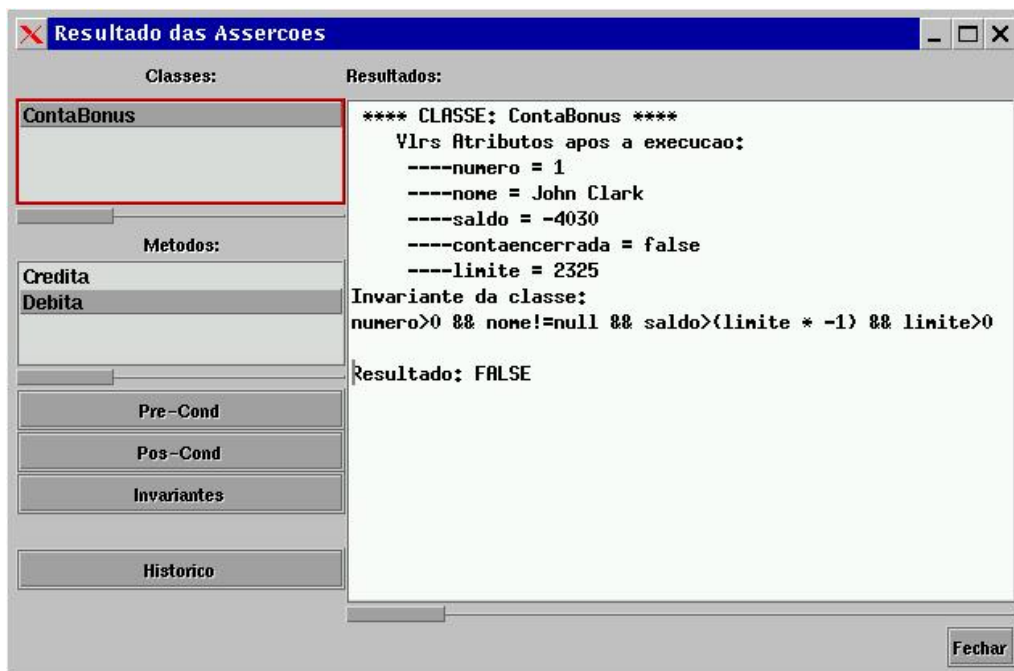 Resultado das Assercoes
Classes:
Resultados:
ContaBonus
**** CLASSE: ContaBonus ****
Vlrs Atributos apos a execucao:
----numero = 1
----nome = John Clark
----saldo = -4030
----contaencerrada = false
----limite = 2325
Invariante da classe:
numero>0 && nome!=null && saldo>(limite * -1) && limite>0
Resultado: FALSE
Metodos:
Credita
Debita
Pre-Cond
Pos-Cond
Invariantes
Historico
Fechar